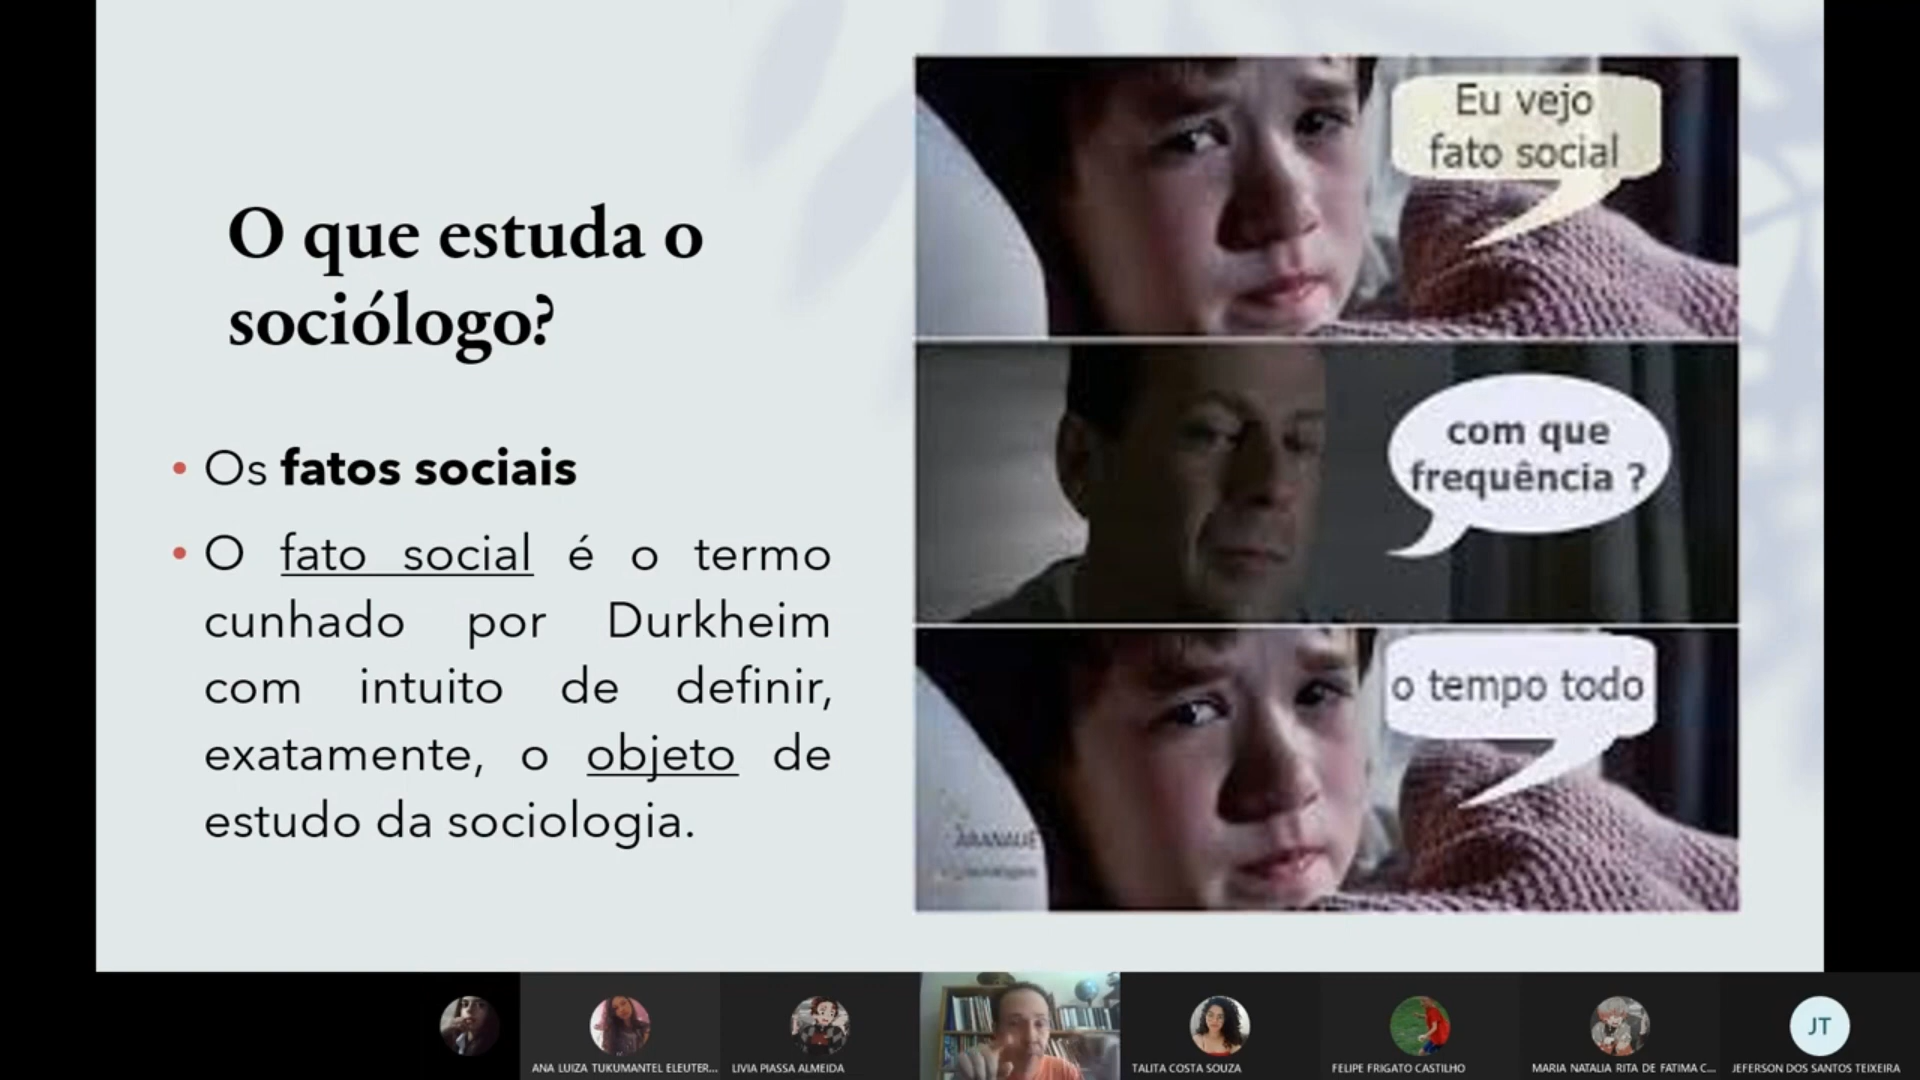 O que estuda o
sociólogo?
• Os fatos sociais
• O fato social é o termo
cunhado por Durkheim
com intuito de definir,
exatamente, o objeto de
estudo da sociologia.
Eu vejo
fato social
com que
frequência ?
o tempo todo
ANA LUIZA TUKUMANTEL ELEUTER...
LIVIA PIASSA ALMEIDA
TALITA COSTA SOUZA
FELIPE FRIGATO CASTILHO
MARIA NATALIA RITA DE FATIMA C...
JT
JEFERSON DOS SANTOS TEIXEIRA